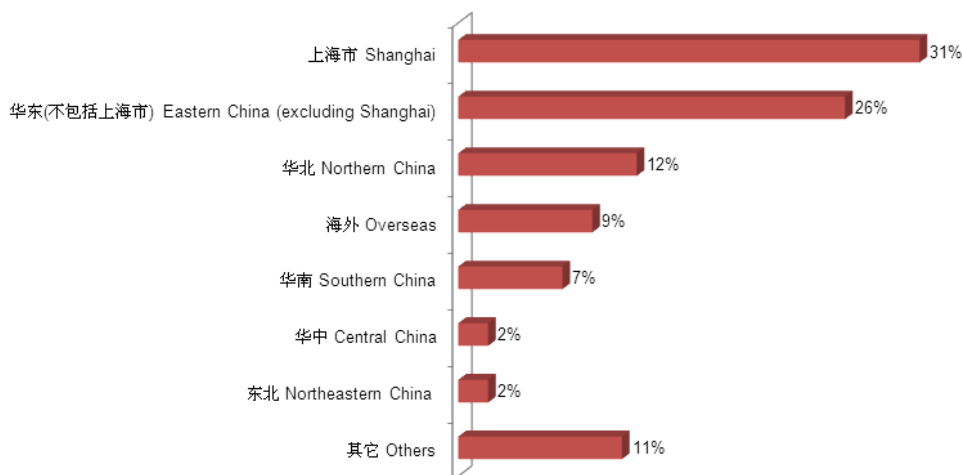 上海市 Shanghai 31%
华东(不包括上海市) Eastern China (excluding Shanghai) 26%
华北 Northern China 12%
海外 Overseas 9%
华南 Southern China 7%
华中 Central China 2%
东北 Northeastern China 2%
其它 Others 11%